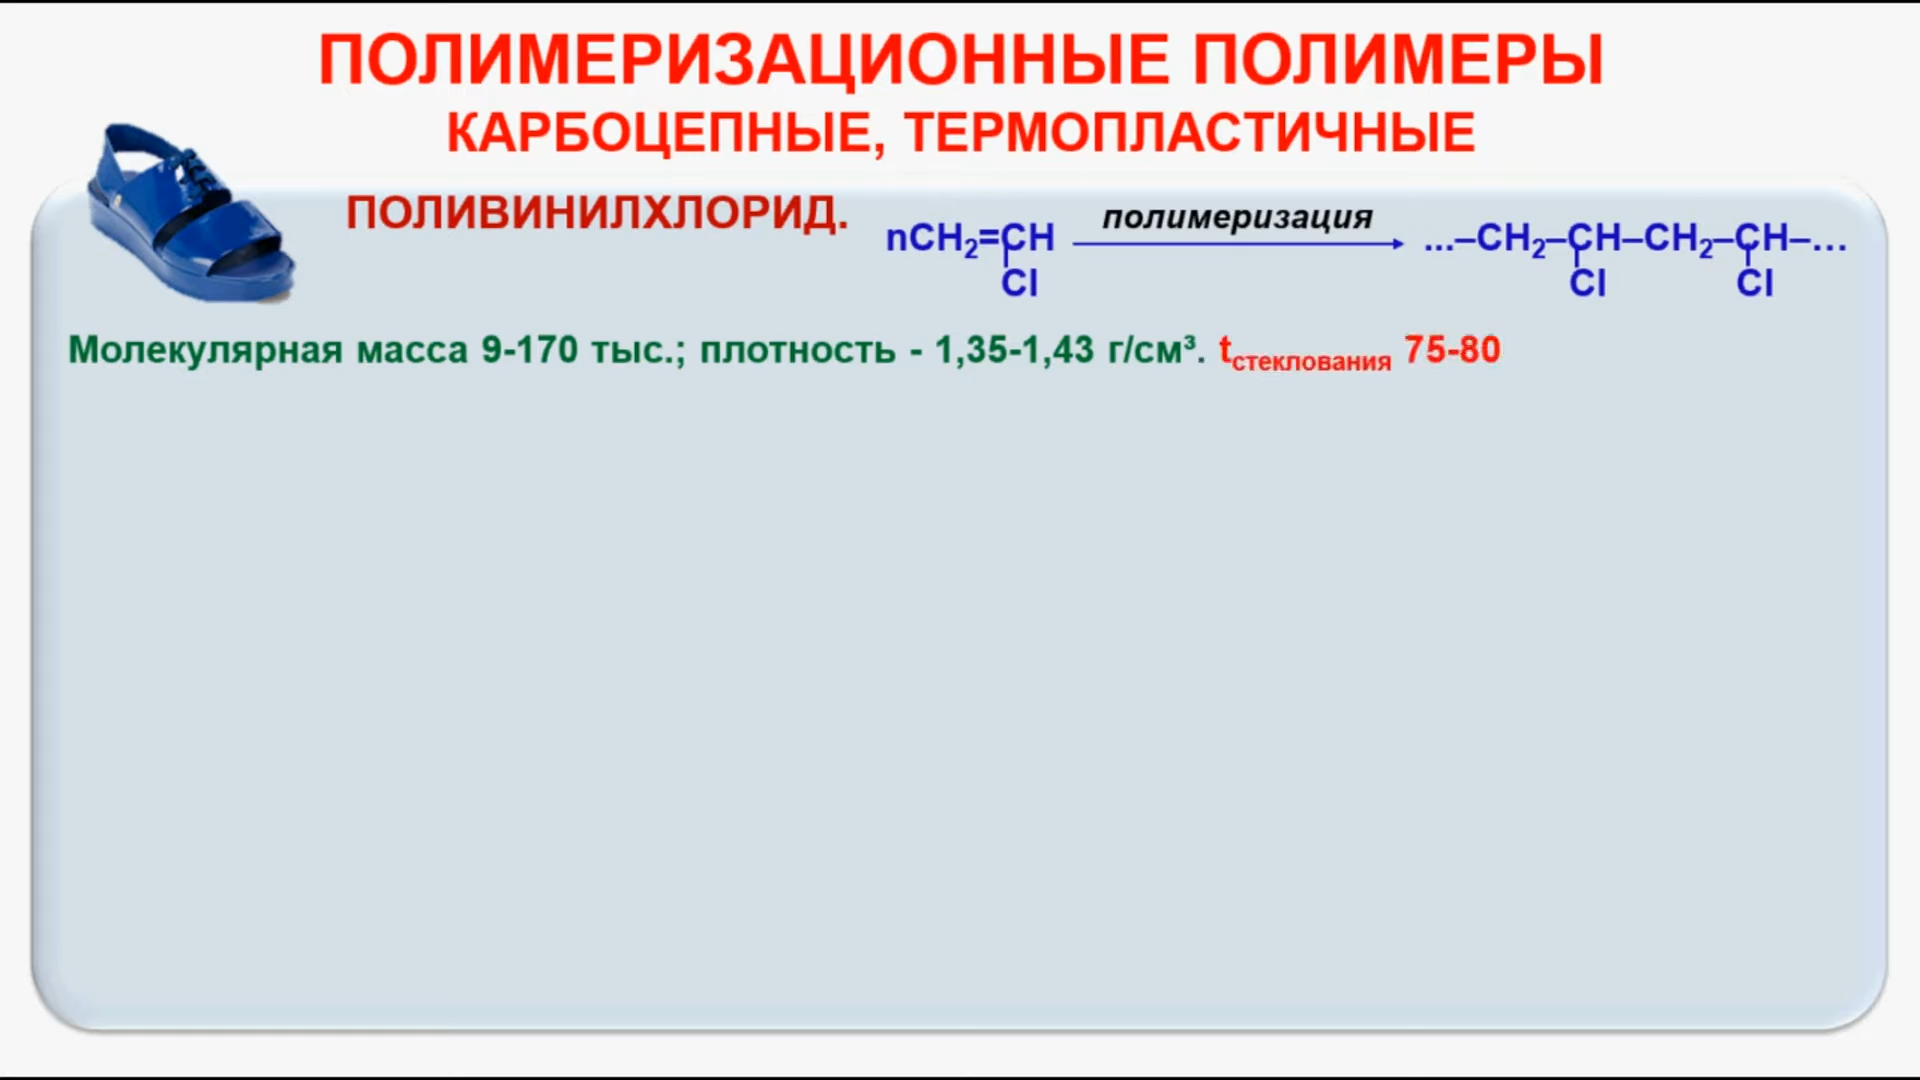 ПОЛИМЕРИЗАЦИОННЫЕ ПОЛИМЕРЫ
КАРБОЦЕПНЫЕ, ТЕРМОПЛАСТИЧНЫЕ
ПОЛИВИНИЛХЛОРИД.
полимеризация
nCH₂=CH
...–CH₂–CH–CH₂–CH–...
Cl
Cl
Cl
Молекулярная масса 9-170 тыс.; плотность - 1,35-1,43 г/см³. tстеклования 75-80